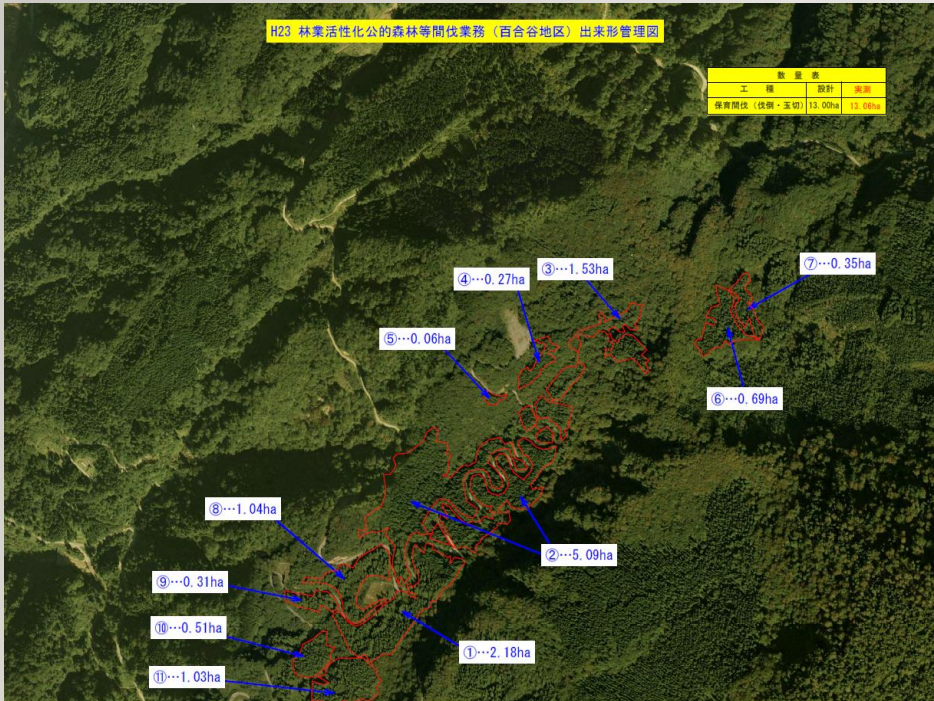 H23 林業活性化公的森林等間伐業務（百合谷地区）出来形管理図
数 量 表
工 種 設計 実測
保育間伐（伐倒・玉切） 13.00ha 13.06ha
⑦…0.35ha
③…1.53ha
④…0.27ha
⑤…0.06ha
⑥…0.69ha
⑧…1.04ha
②…5.09ha
⑨…0.31ha
⑩…0.51ha
①…2.18ha
⑪…1.03ha